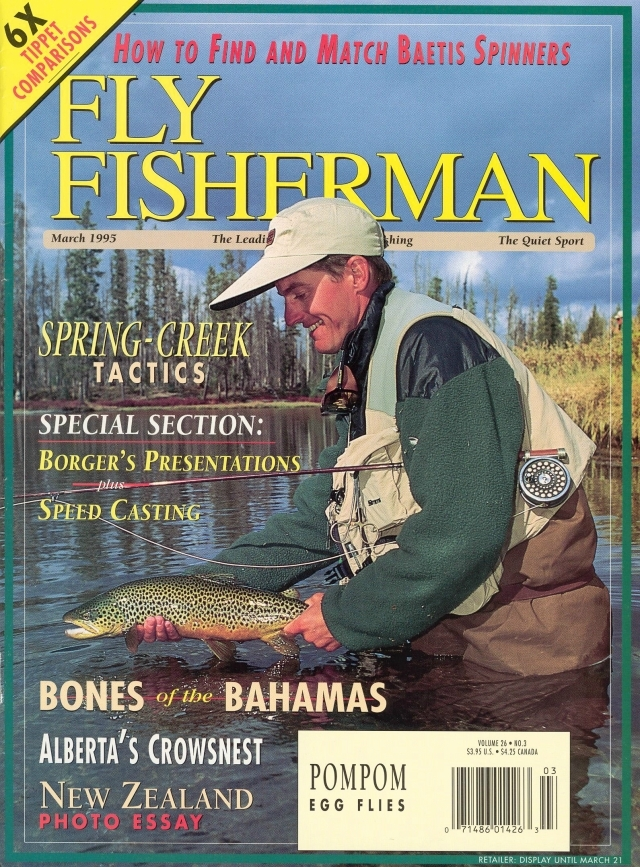 6X
TIPPET
COMPARISONS
HOW TO FIND AND MATCH BAETIS SPINNERS
FLY
FISHERMAN
March 1995 The Leadi shing The Quiet Sport
SPRING-CREEK
TACTICS
SPECIAL SECTION:
BORGER'S PRESENTATIONS
plus
SPEED CASTING
BONES of the BAHAMAS
ALBERTA'S CROWSNEST
NEW ZEALAND
PHOTO ESSAY
POMPOM
EGG FLIES
VOLUME 26 • NO.3
$3.95 U.S. • $4.25 CANADA
03
0 71486 01426 3
RETAILER: DISPLAY UNTIL MARCH 21